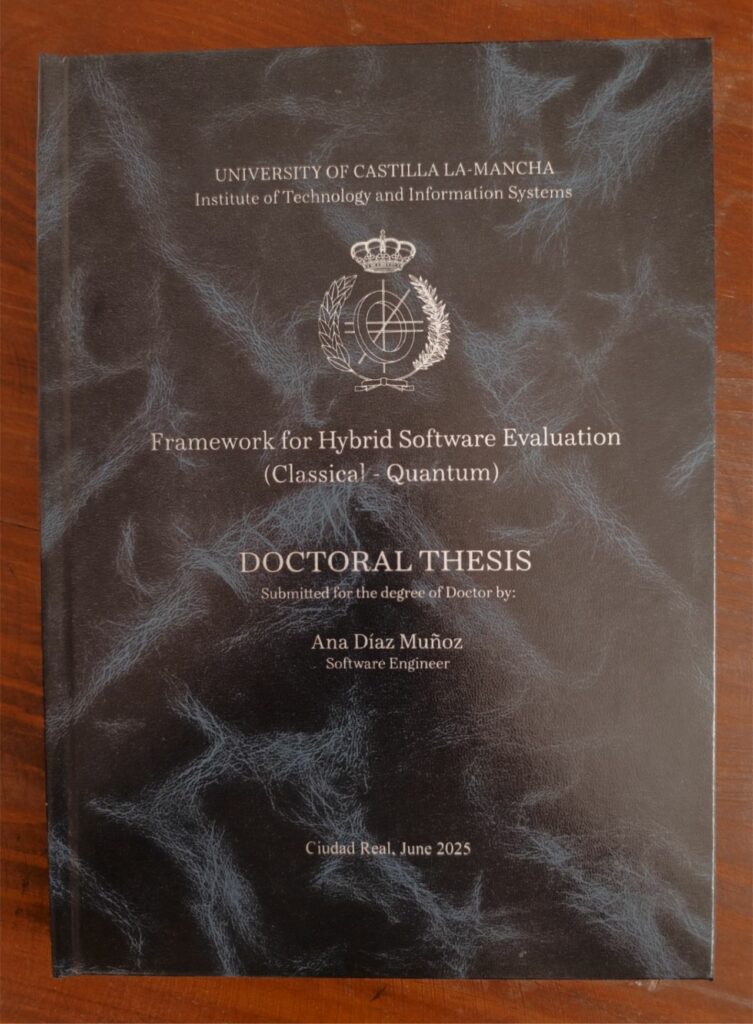 UNIVERSITY OF CASTILLA LA-MANCHA
Institute of Technology and Information Systems
Framework for Hybrid Software Evaluation
(Classical - Quantum)
DOCTORAL THESIS
Submitted for the degree of Doctor by:
Ana Díaz Muñoz
Software Engineer
Ciudad Real, June 2025